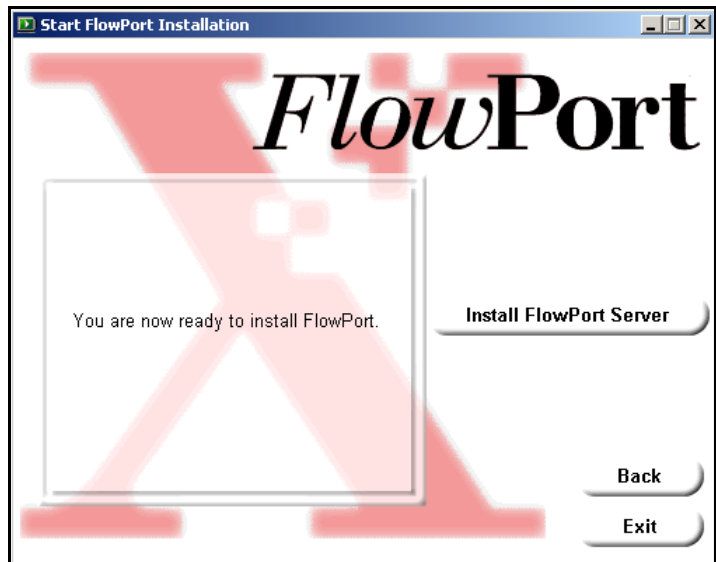 Start FlowPort Installation
FlowPort
You are now ready to install FlowPort.
Install FlowPort Server
Back
Exit